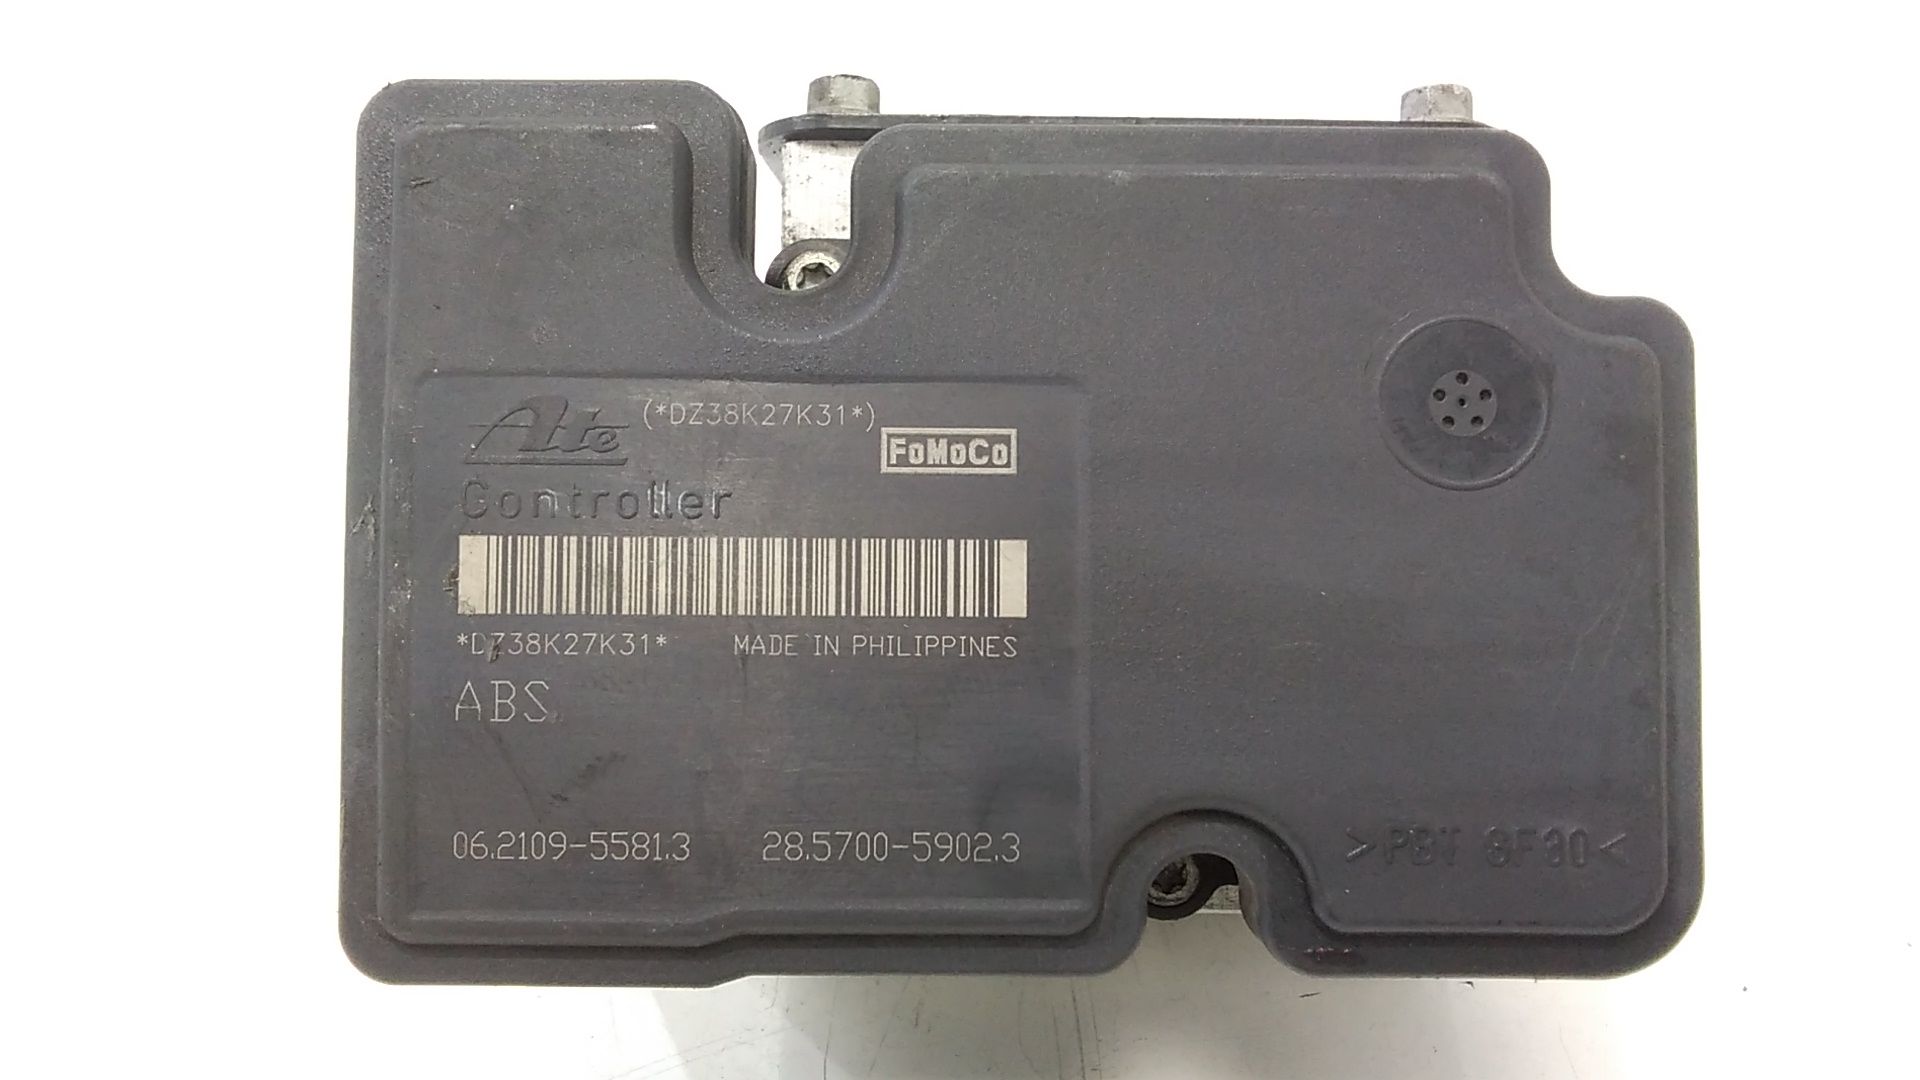 Ate (*DZ38K27K31*)
FoMoCo
Controller
*DZ38K27K31* MADE IN PHILIPPINES
ABS
06.2109-5581.3 28.5700-5902.3
>PBT GF30<